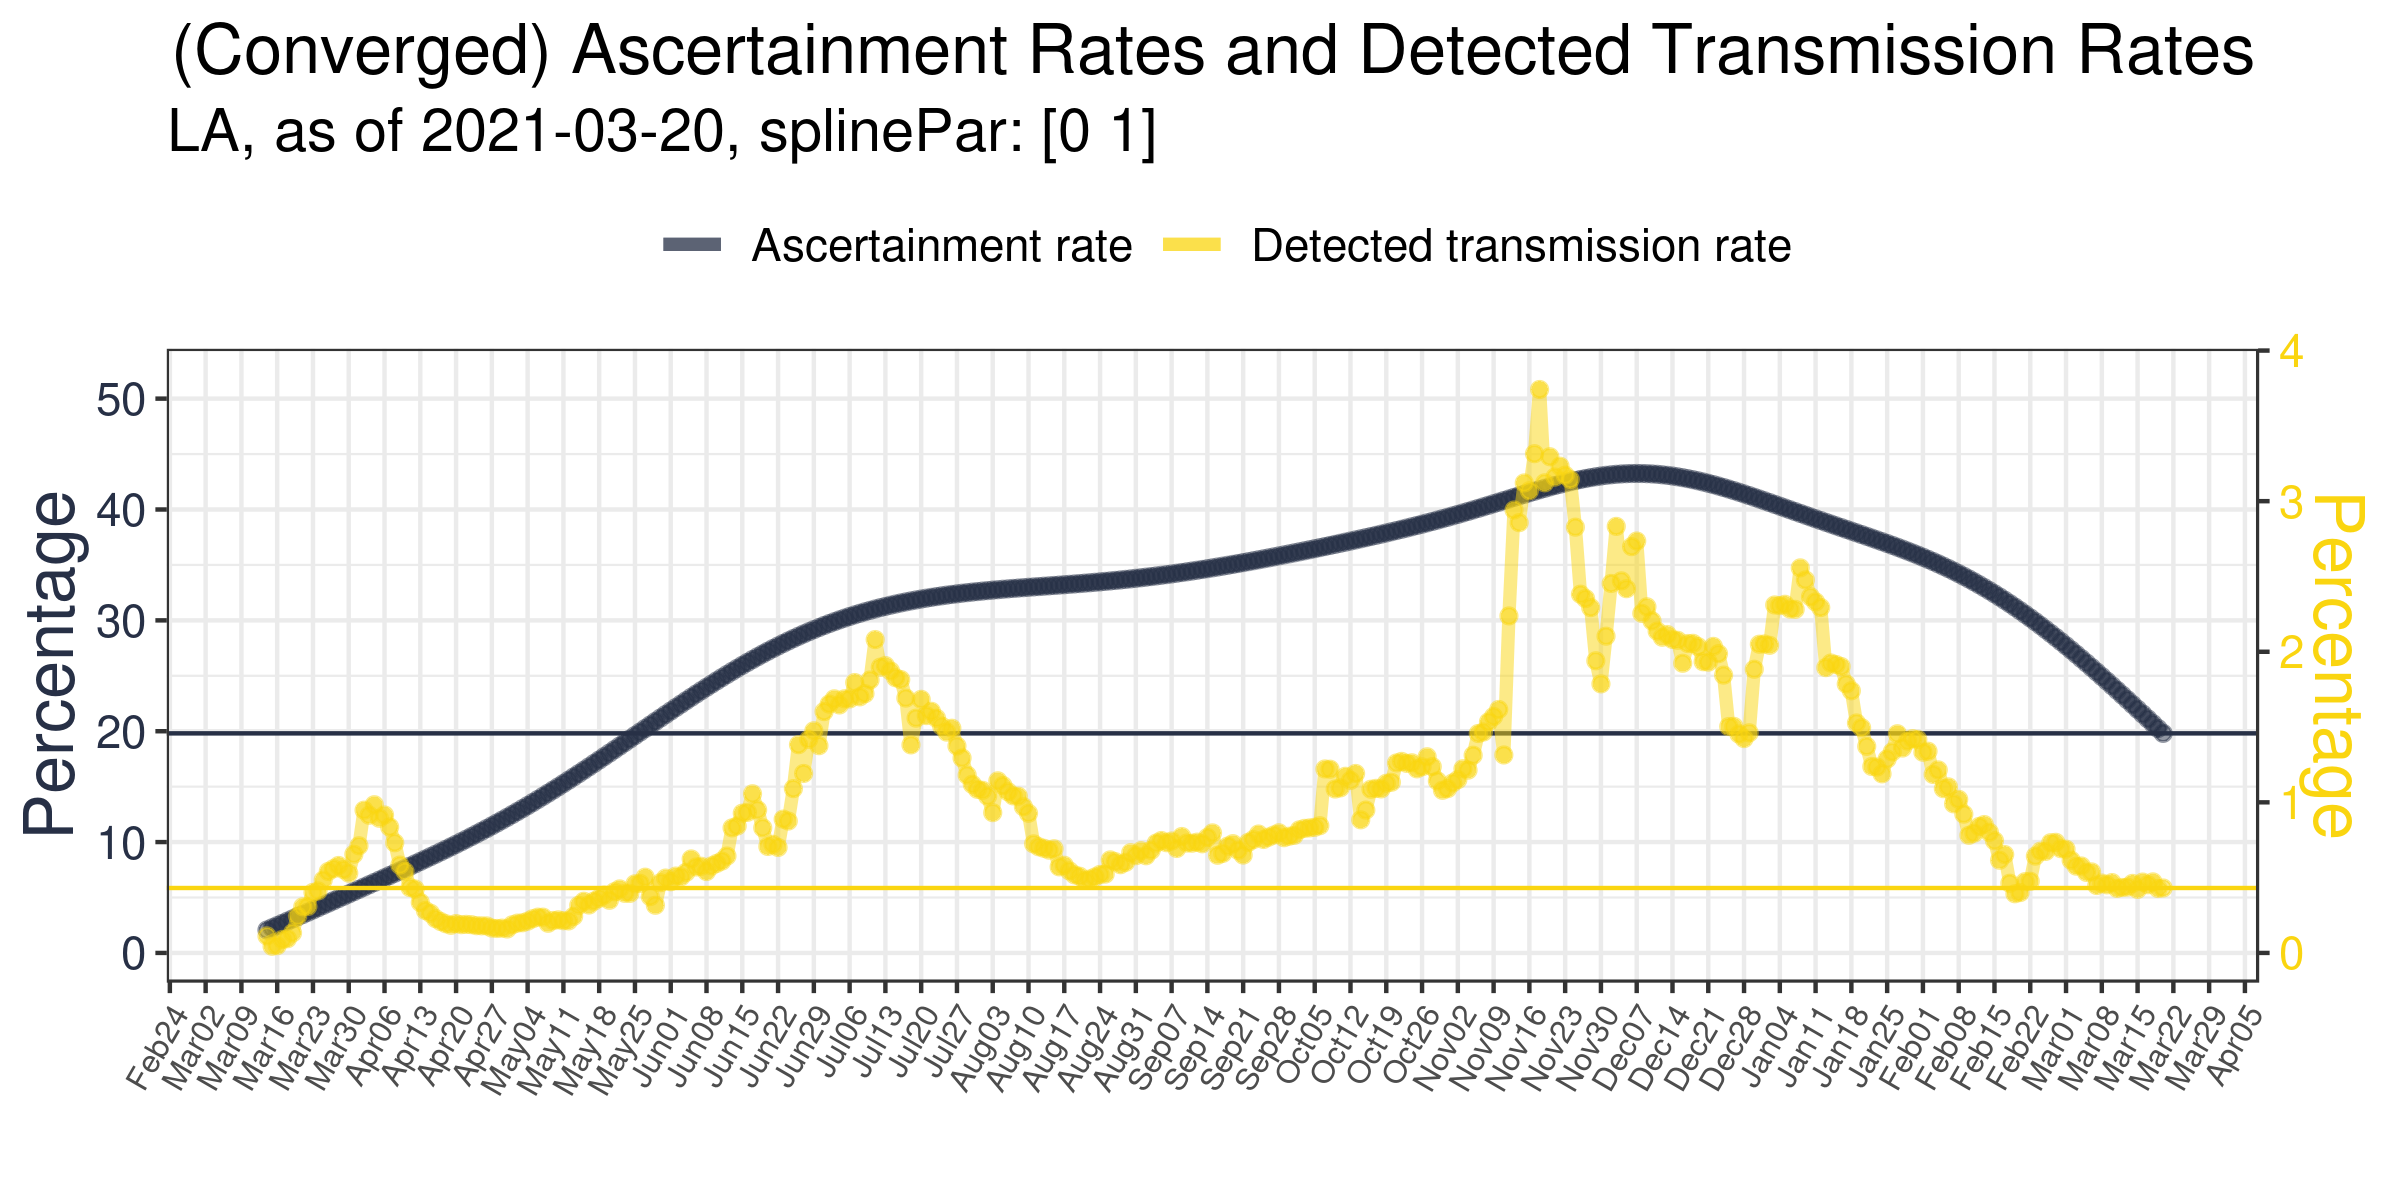 (Converged) Ascertainment Rates and Detected Transmission Rates
LA, as of 2021-03-20, splinePar: [0 1]
Ascertainment rate Detected transmission rate
Percentage
50
40
30
20
10
0
4
3
2
1
0
Percentage
Feb24 Mar02 Mar09 Mar16 Mar23 Mar30 Apr06 Apr13 Apr20 Apr27 May04 May11 May18 May25 Jun01 Jun08 Jun15 Jun22 Jun29 Jul06 Jul13 Jul20 Jul27 Aug03 Aug10 Aug17 Aug24 Aug31 Sep07 Sep14 Sep21 Sep28 Oct05 Oct12 Oct19 Oct26 Nov02 Nov09 Nov16 Nov23 Nov30 Dec07 Dec14 Dec21 Dec28 Jan04 Jan11 Jan18 Jan25 Feb01 Feb08 Feb15 Feb22 Mar01 Mar08 Mar15 Mar22 Mar29 Apr05